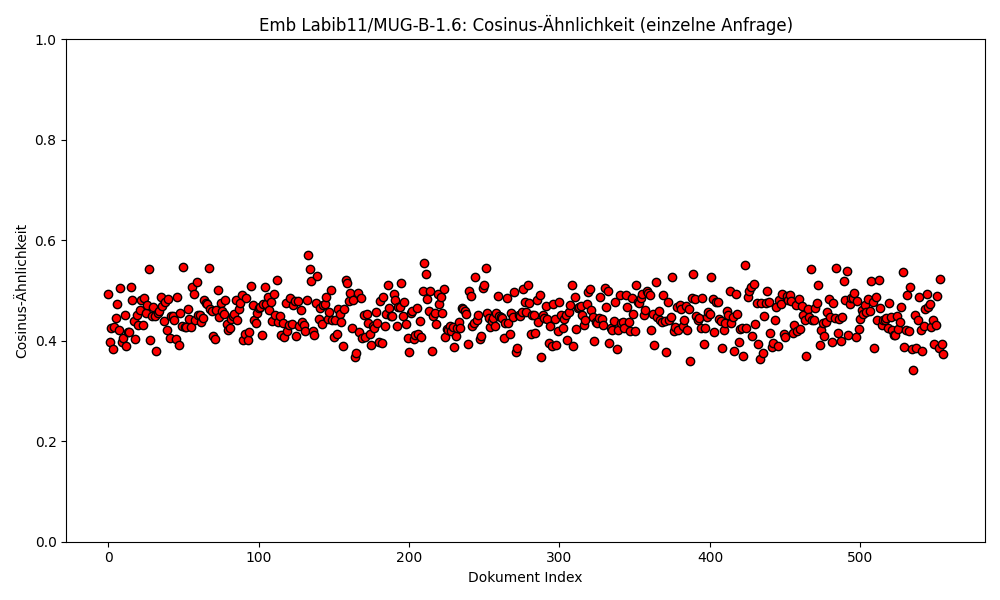 Emb Labib11/MUG-B-1.6: Cosinus-Ähnlichkeit (einzelne Anfrage)
1.0
0.8
0.6
0.4
0.2
0.0
Cosinus-Ähnlichkeit
0 100 200 300 400 500
Dokument Index